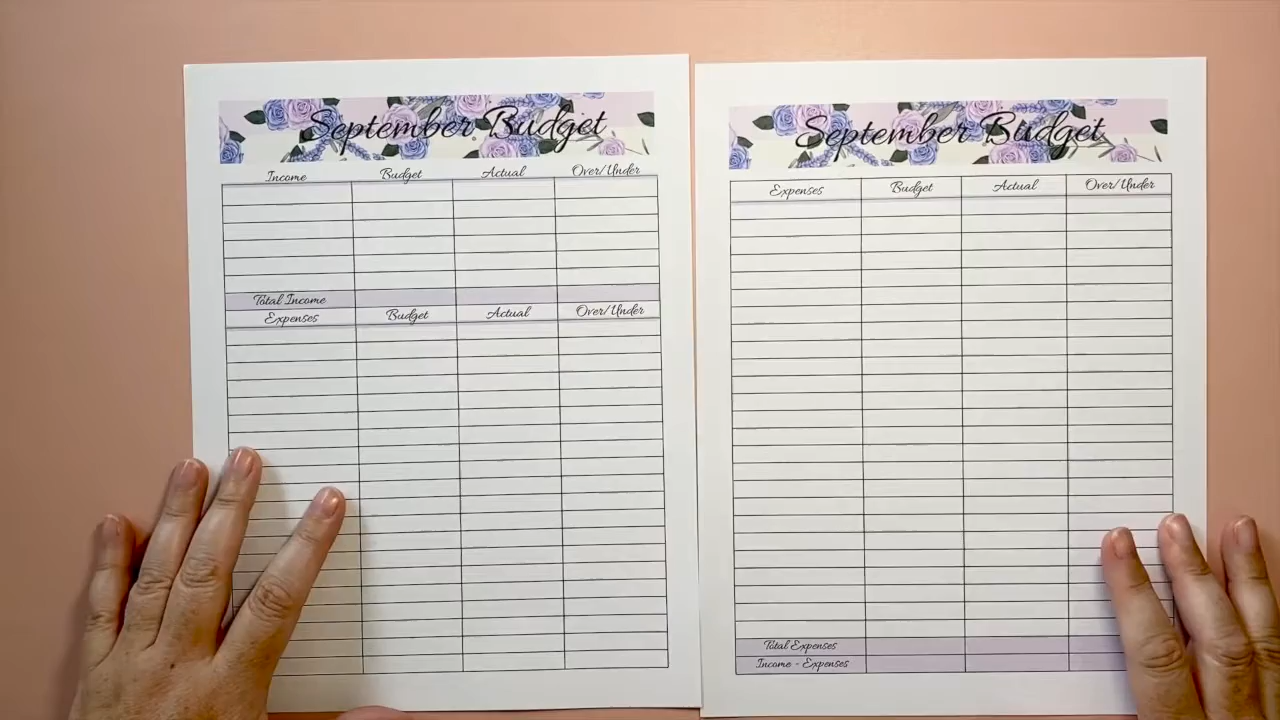 September Budget
Income Budget Actual Over/Under
Total Income
Expenses Budget Actual Over/Under
September Budget
Expenses Budget Actual Over/Under
Total Expenses
Income - Expenses